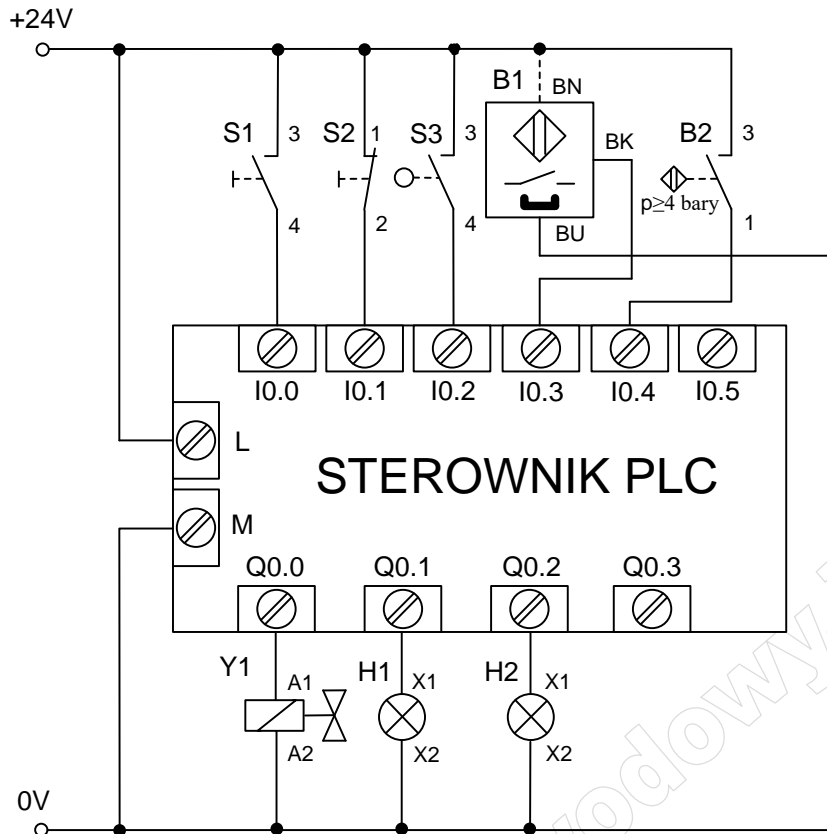 +24V
B1 BN
S1 3 S2 1 S3 3 BK B2 3
p≥4 bary
4 2 4 BU 1
I0.0 I0.1 I0.2 I0.3 I0.4 I0.5
L
STEROWNIK PLC
M
Q0.0 Q0.1 Q0.2 Q0.3
Y1 A1 H1 X1 H2 X1
A2 X2 X2
0V